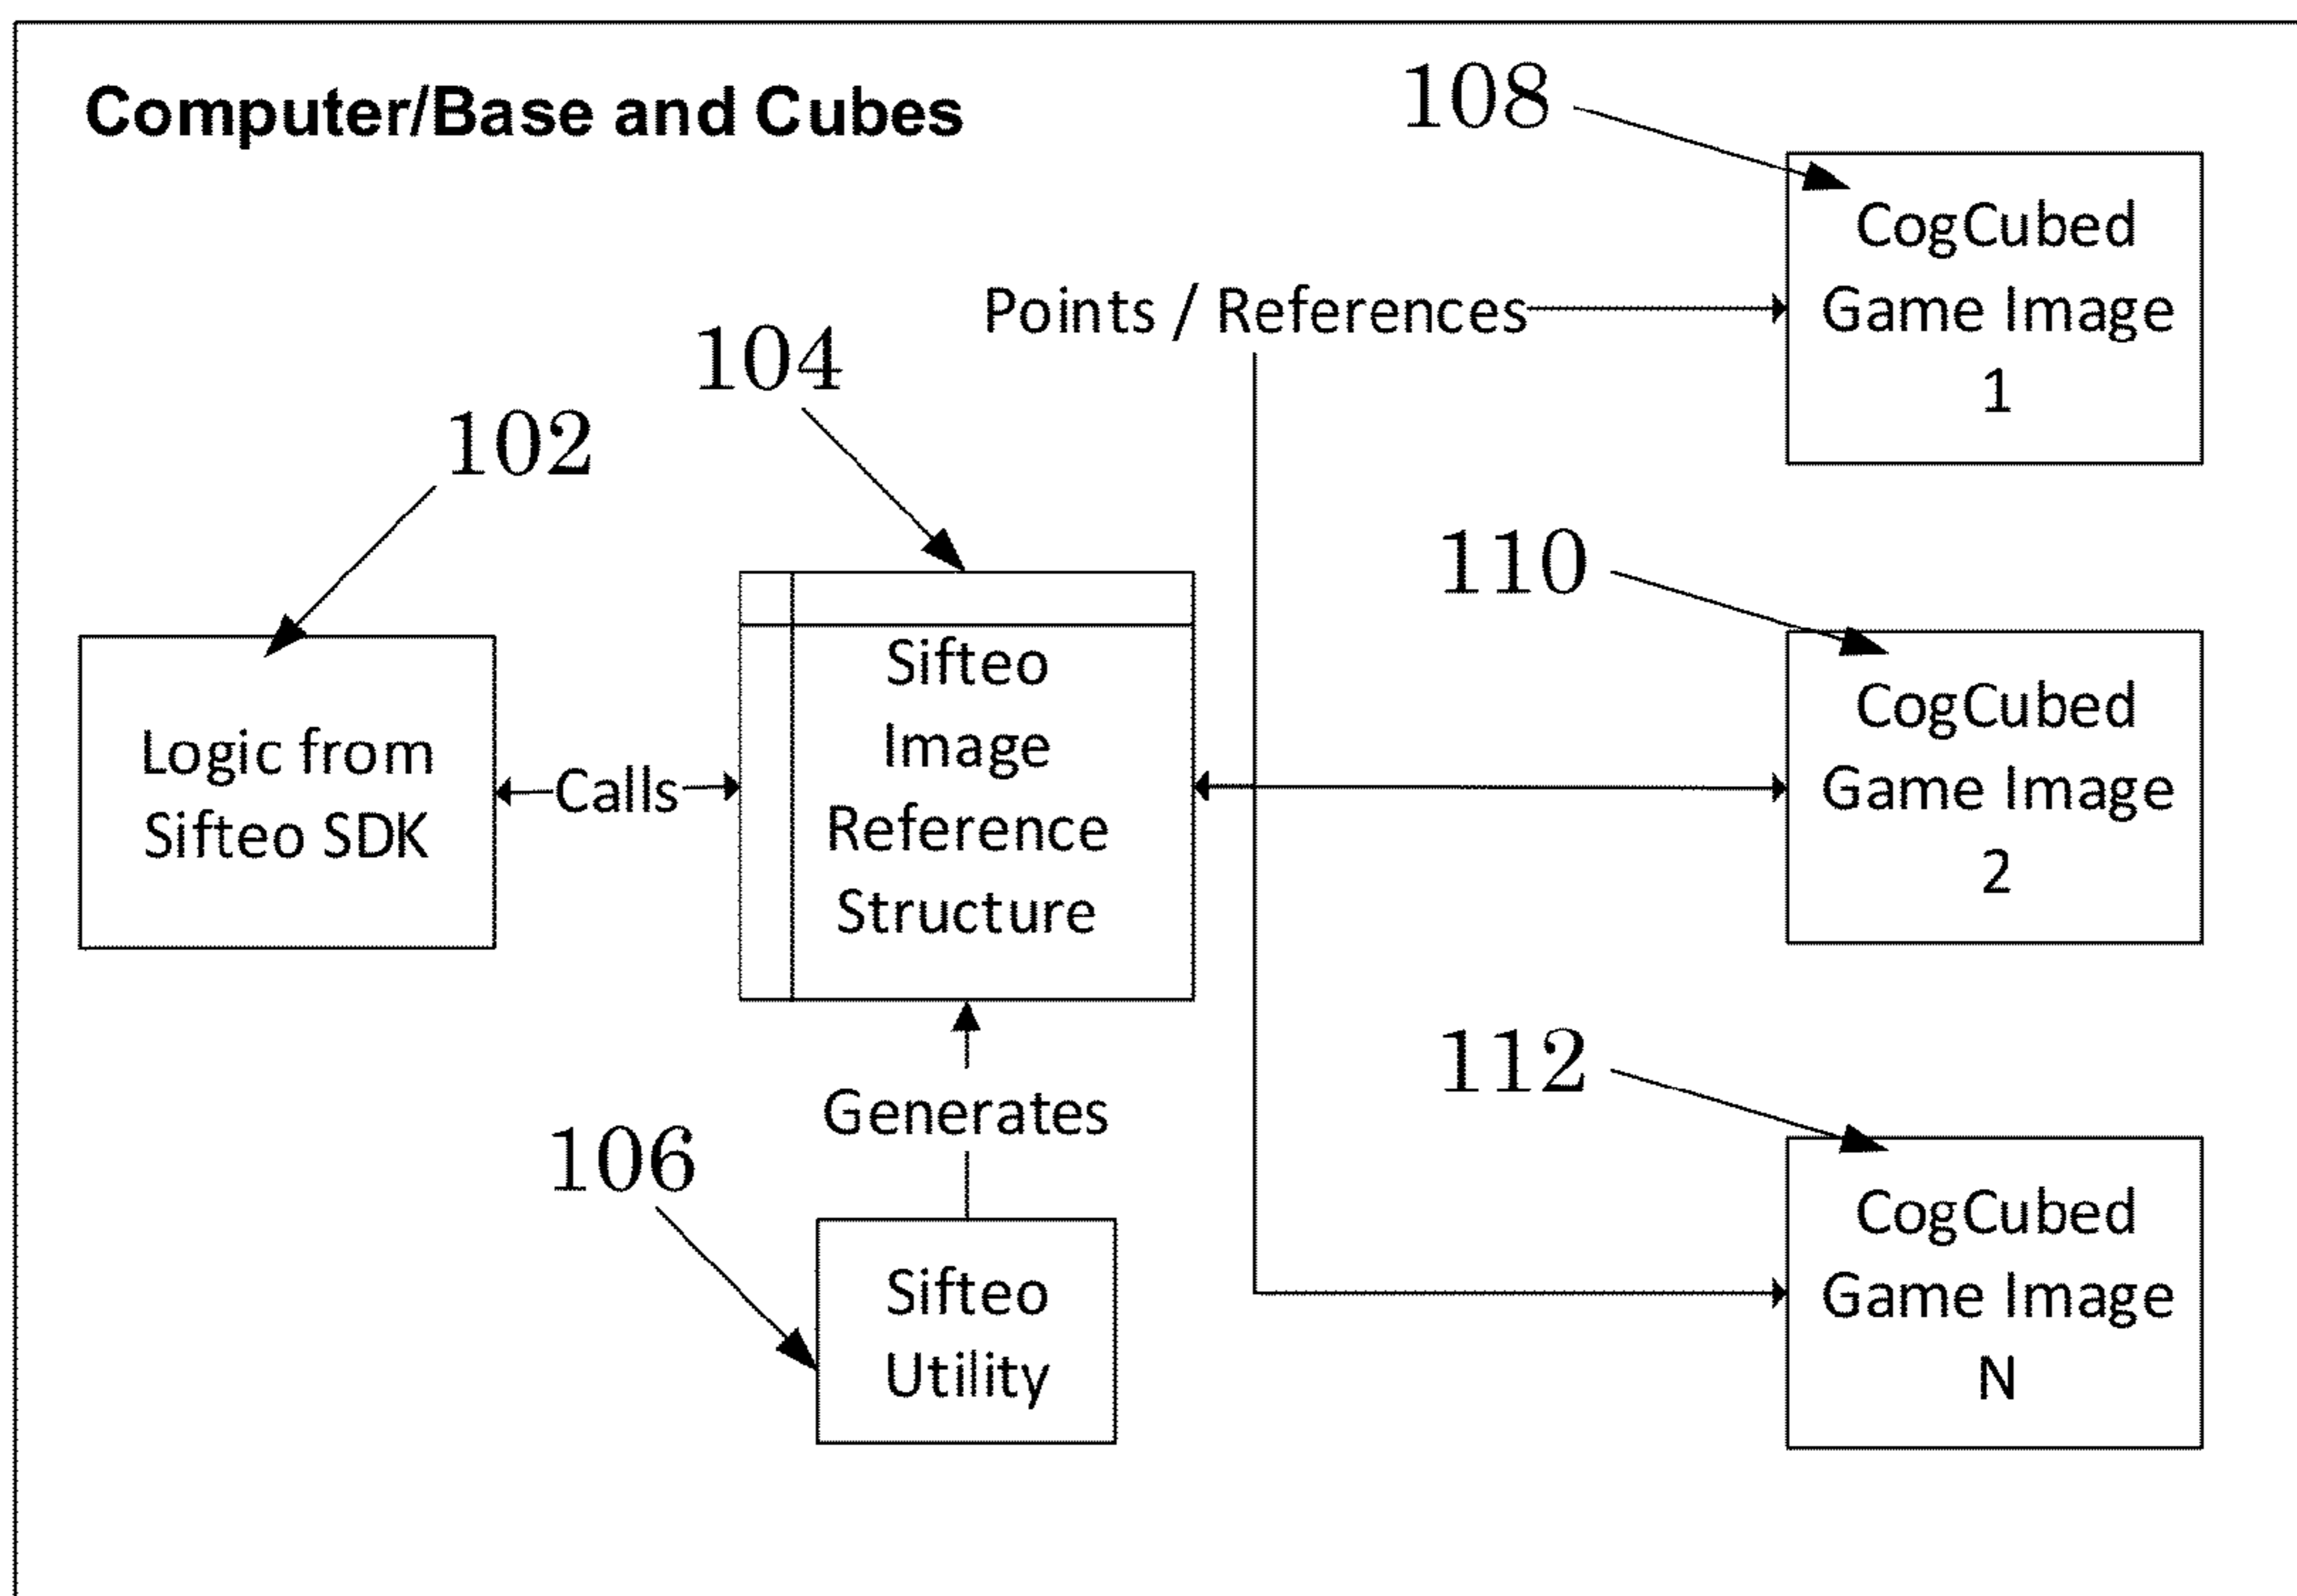 Computer/Base and Cubes
108
CogCubed
Game Image
1
Points / References
104
102
110
Sifteo
Image
Reference
Structure
Logic from
Sifteo SDK
Calls
CogCubed
Game Image
2
112
Generates
106
Sifteo
Utility
CogCubed
Game Image
N